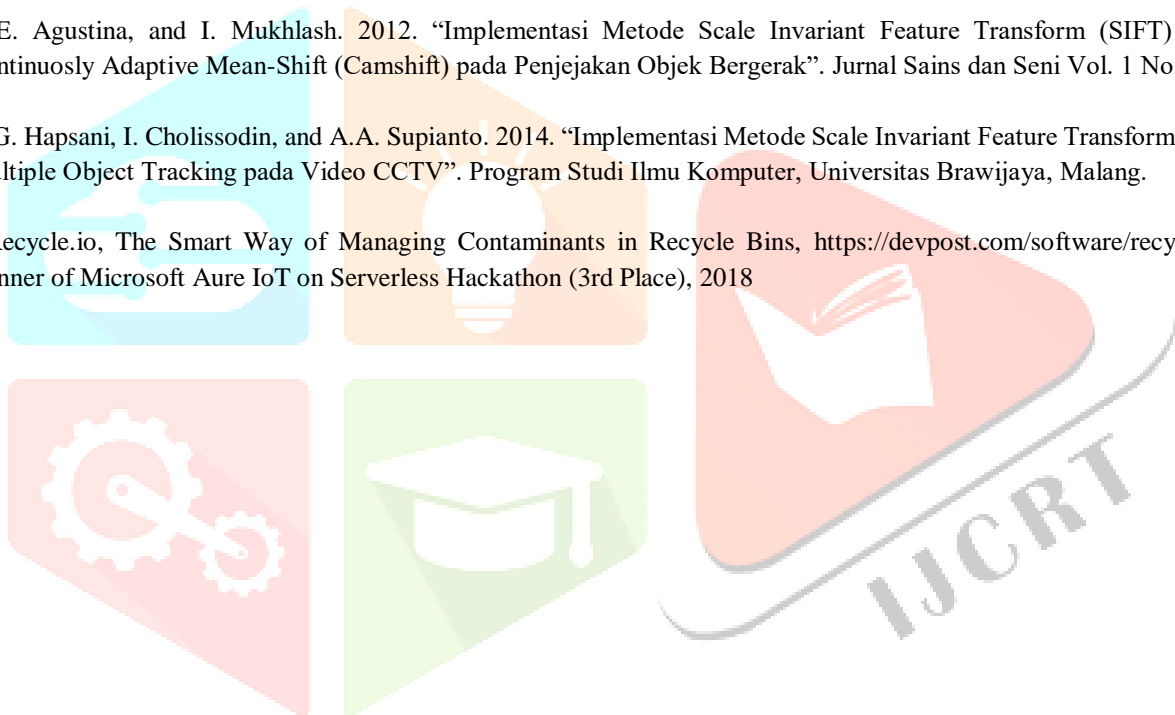 E. Agustina, and I. Mukhlash. 2012. “Implementasi Metode Scale Invariant Feature Transform (SIFT)
ntinuosly Adaptive Mean-Shift (Camshift) pada Penjejakan Objek Bergerak”. Jurnal Sains dan Seni Vol. 1 No
G. Hapsani, I. Cholissodin, and A.A. Supianto. 2014. “Implementasi Metode Scale Invariant Feature Transform
ltiple Object Tracking pada Video CCTV”. Program Studi Ilmu Komputer, Universitas Brawijaya, Malang.
Recycle.io, The Smart Way of Managing Contaminants in Recycle Bins, https://devpost.com/software/recy
nner of Microsoft Aure IoT on Serverless Hackathon (3rd Place), 2018
IJCRT